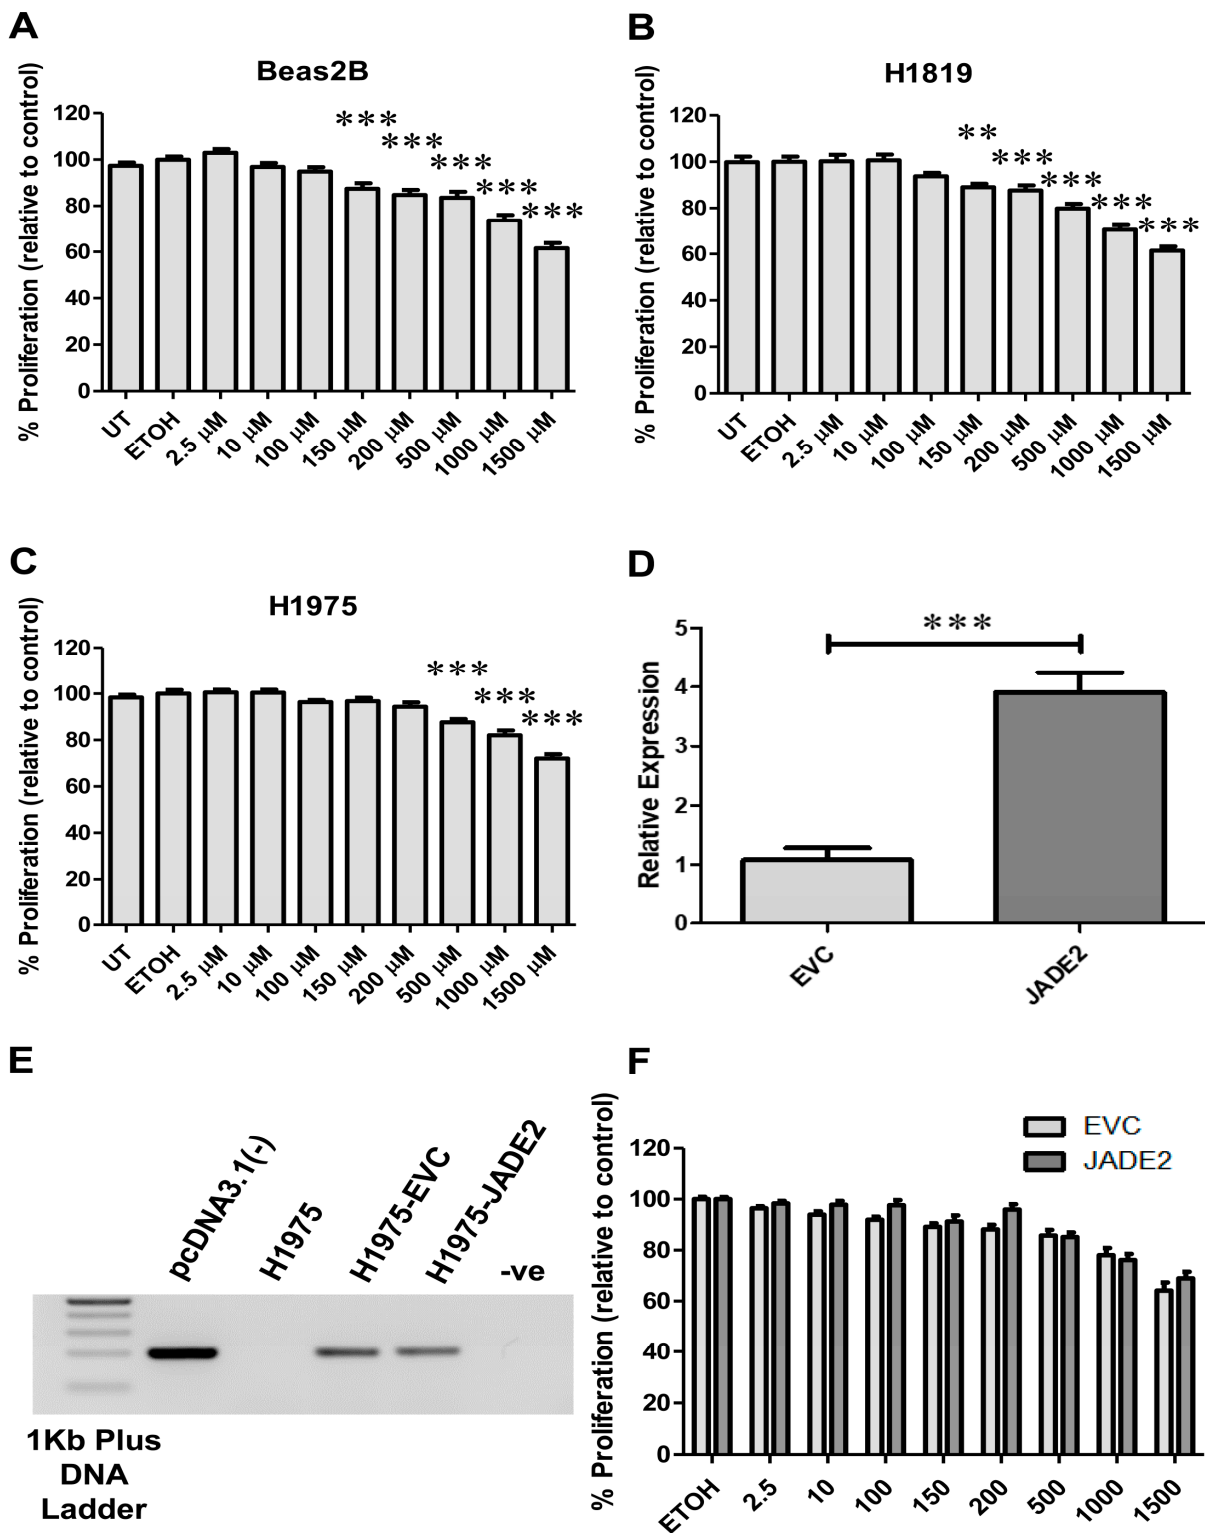 A
Beas2B
% Proliferation (relative to control)
120
100
80
60
40
20
0
***
***
***
***
***
UT
ETOH
2.5 µM
10 µM
100 µM
150 µM
200 µM
500 µM
1000 µM
1500 µM
B
H1819
% Proliferation (relative to control)
120
100
80
60
40
20
0
**
***
***
***
***
UT
ETOH
2.5 µM
10 µM
100 µM
150 µM
200 µM
500 µM
1000 µM
1500 µM
C
H1975
% Proliferation (relative to control)
120
100
80
60
40
20
0
***
***
***
UT
ETOH
2.5 µM
10 µM
100 µM
150 µM
200 µM
500 µM
1000 µM
1500 µM
D
Relative Expression
5
4
3
2
1
0
***
EVC
JADE2
E
pcDNA3.1(-)
H1975
H1975-EVC
H1975-JADE2
-ve
1Kb Plus
DNA
Ladder
F
% Proliferation (relative to control)
EVC
JADE2
120
100
80
60
40
20
0
ETOH
2.5
10
100
150
200
500
1000
1500